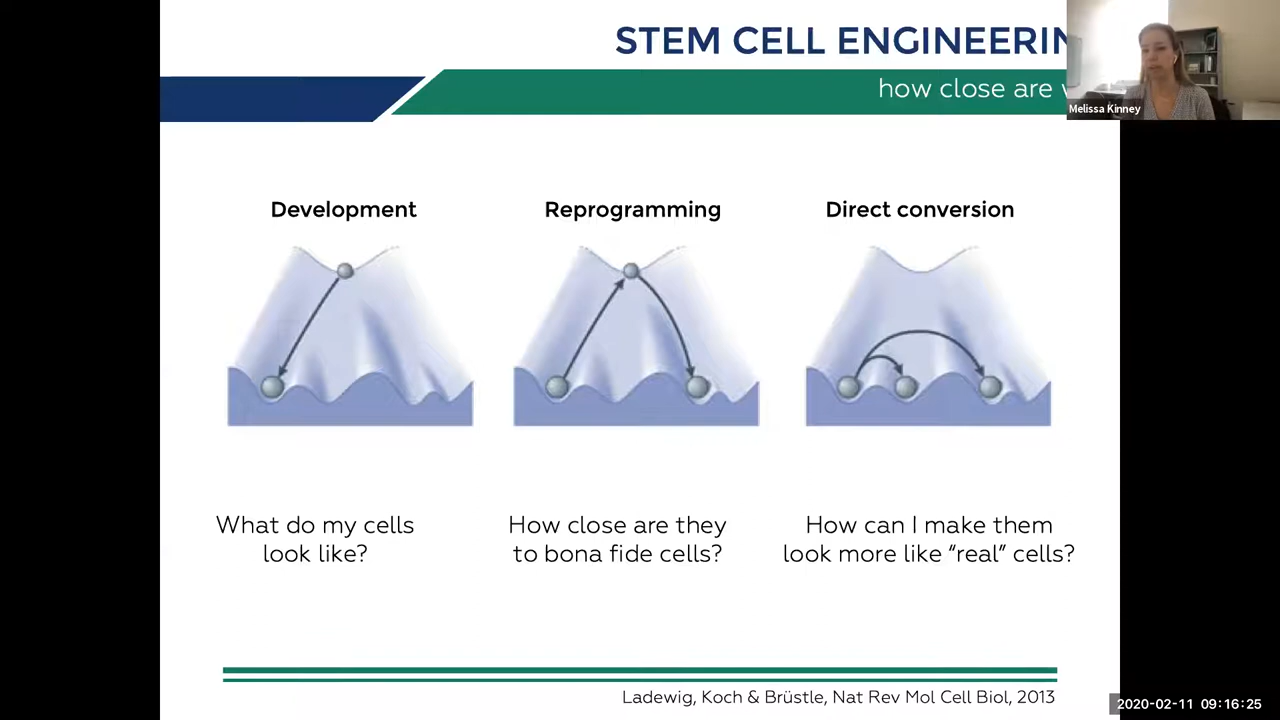 STEM CELL ENGINEERIN
how close are
Melissa Kinney
Development
Reprogramming
Direct conversion
What do my cells
look like?
How close are they
to bona fide cells?
How can I make them
look more like “real” cells?
Ladewig, Koch & Brüstle, Nat Rev Mol Cell Biol, 2013
2020-02-11 09:16:25